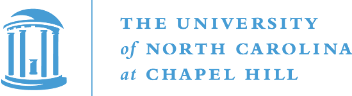 THE UNIVERSITY
of NORTH CAROLINA
at CHAPEL HILL